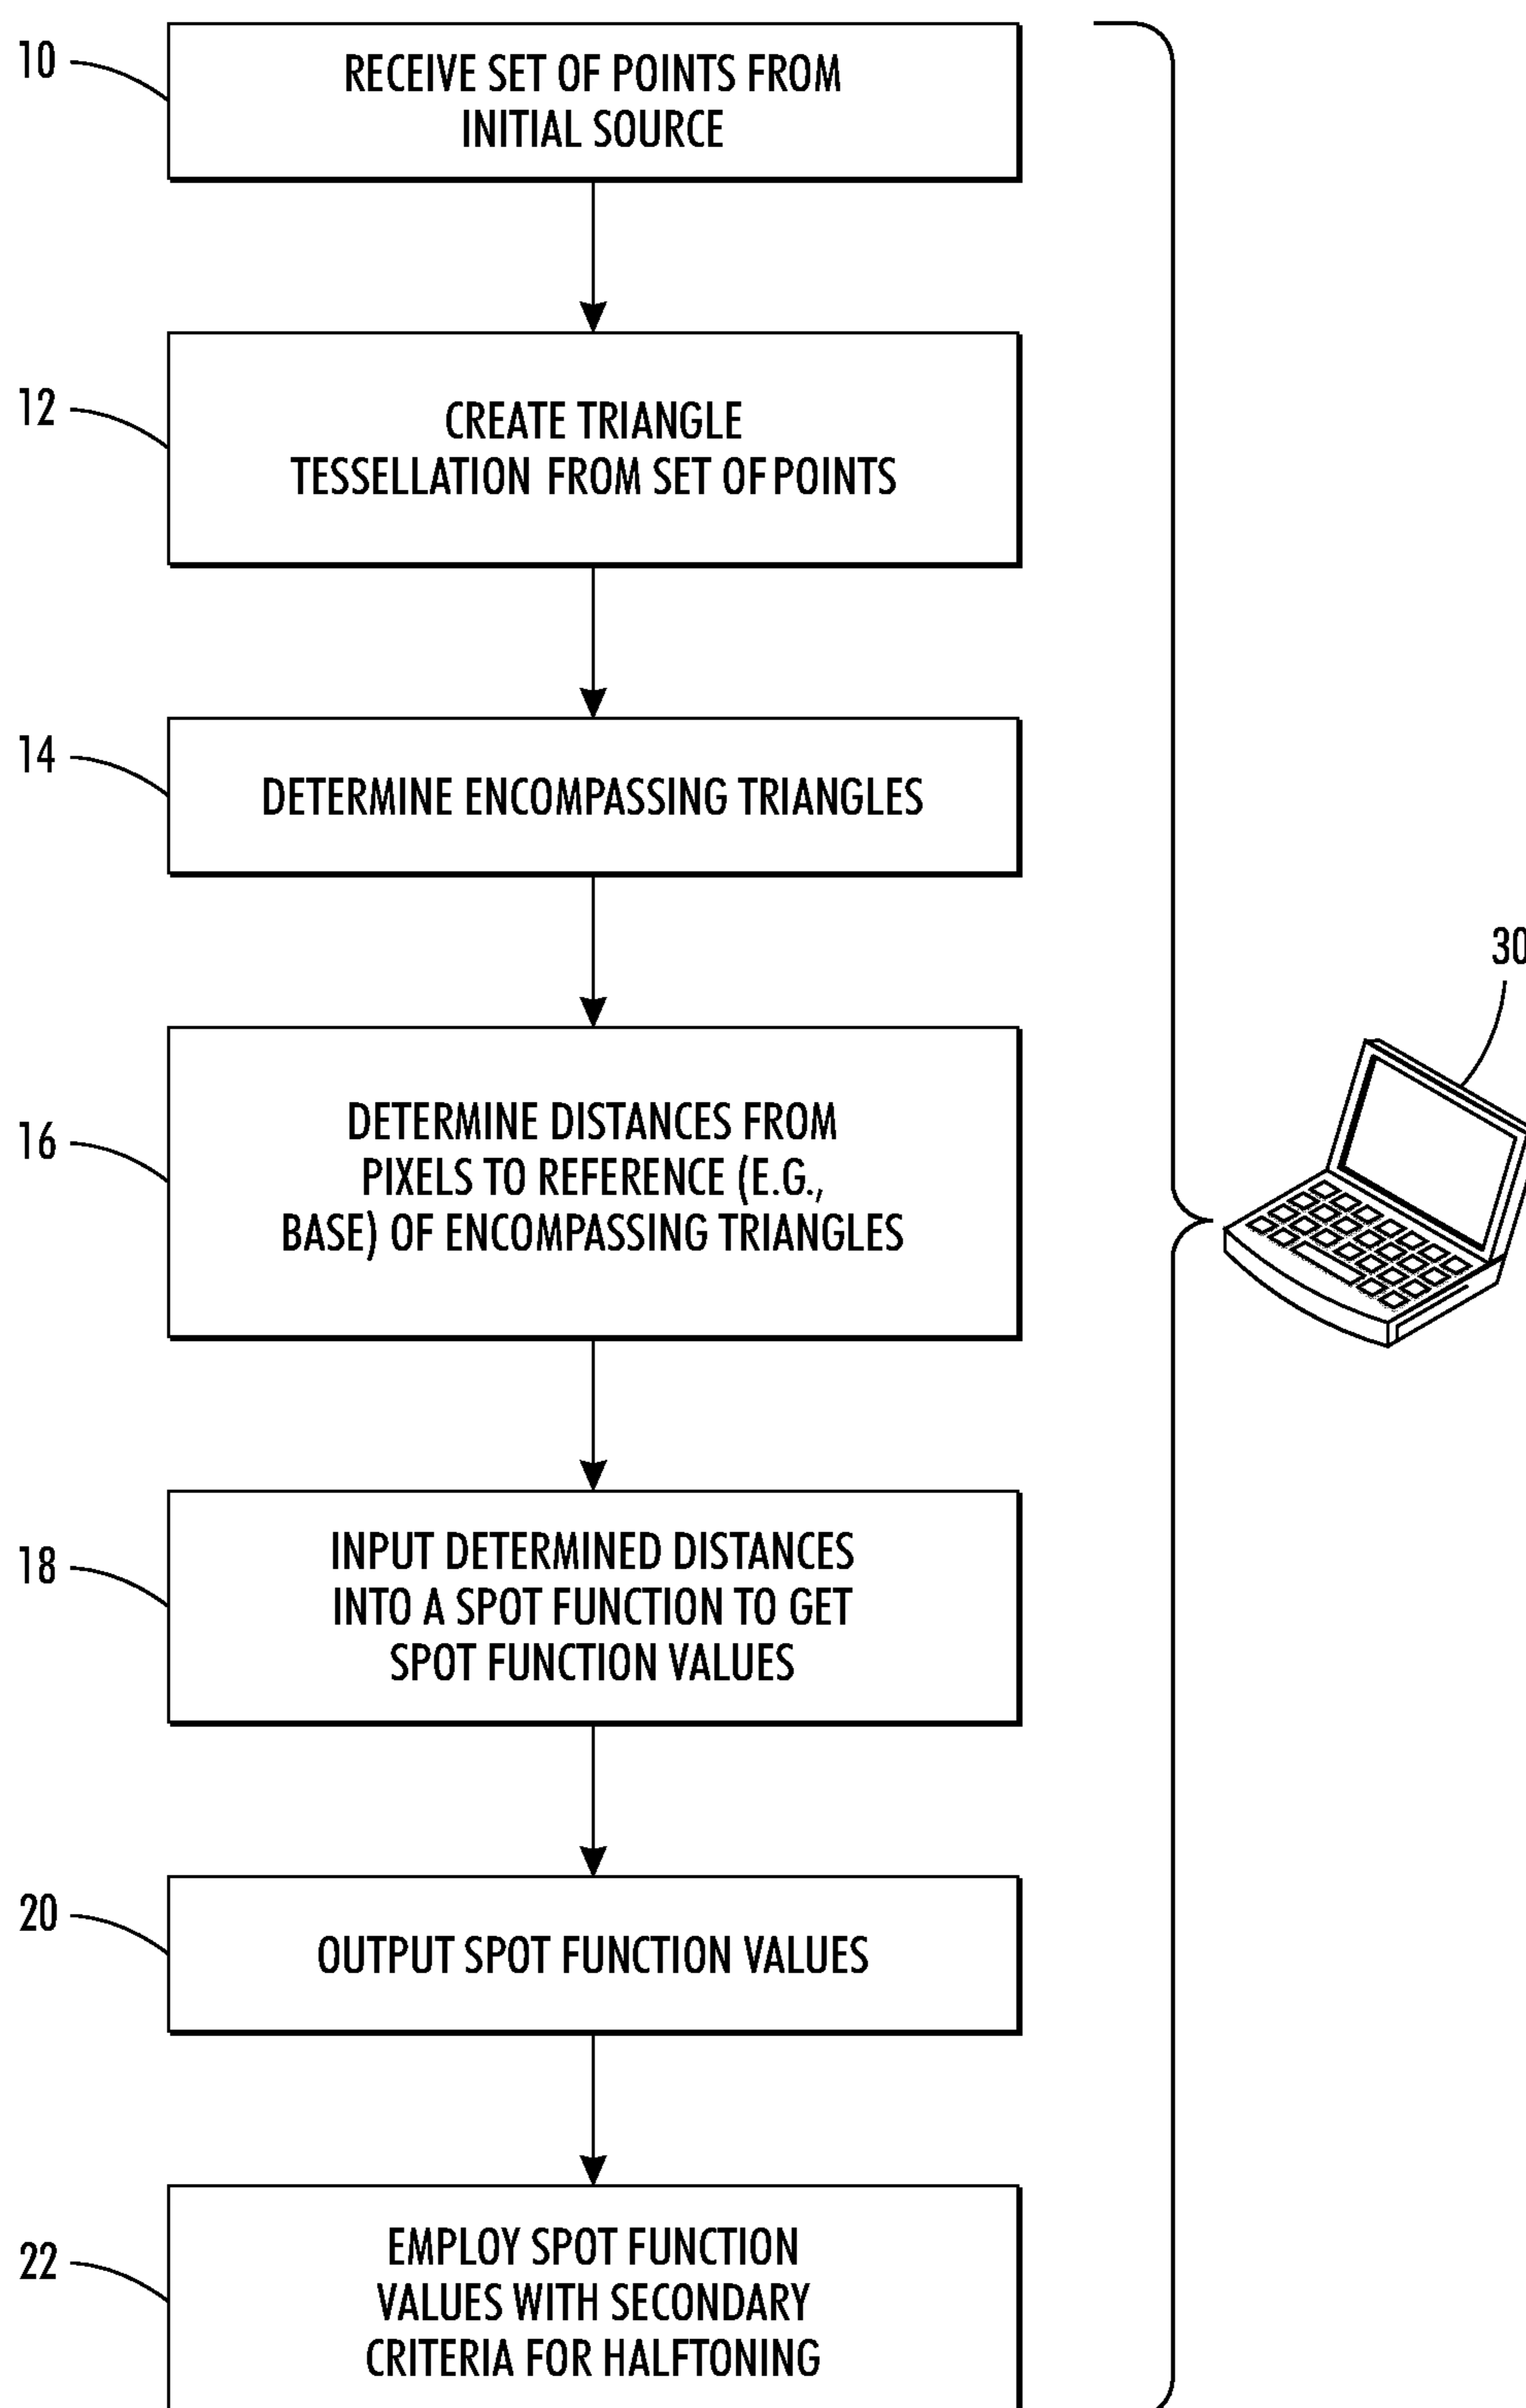 10
RECEIVE SET OF POINTS FROM
INITIAL SOURCE
12
CREATE TRIANGLE
TESSELLATION FROM SET OF POINTS
14
DETERMINE ENCOMPASSING TRIANGLES
30
16
DETERMINE DISTANCES FROM
PIXELS TO REFERENCE (E.G.,
BASE) OF ENCOMPASSING TRIANGLES
18
INPUT DETERMINED DISTANCES
INTO A SPOT FUNCTION TO GET
SPOT FUNCTION VALUES
20
OUTPUT SPOT FUNCTION VALUES
22
EMPLOY SPOT FUNCTION
VALUES WITH SECONDARY
CRITERIA FOR HALFTONING